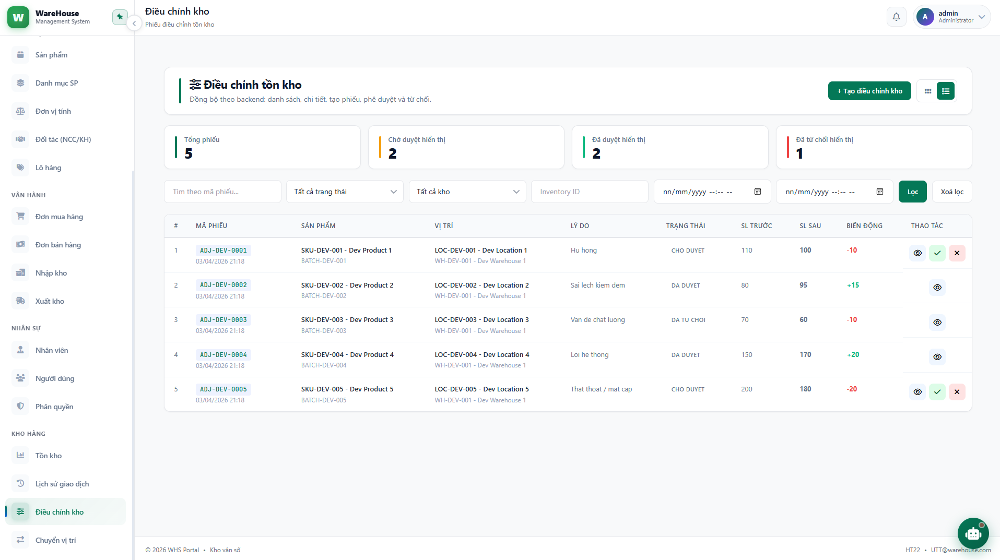 W
WareHouse
Management System
Sản phẩm
Danh mục SP
Đơn vị tính
Đối tác (NCC/KH)
Lô hàng
VẬN HÀNH
Đơn mua hàng
Đơn bán hàng
Nhập kho
Xuất kho
NHÂN SỰ
Nhân viên
Người dùng
Phân quyền
KHO HÀNG
Tồn kho
Lịch sử giao dịch
Điều chỉnh kho
Chuyển vị trí
Điều chỉnh kho
Phiếu điều chỉnh tồn kho
A
admin
Administrator
Điều chỉnh tồn kho
Đồng bộ theo backend: danh sách, chi tiết, tạo phiếu, phê duyệt và từ chối.
+ Tạo điều chỉnh kho
Tổng phiếu
5
Chờ duyệt hiển thị
2
Đã duyệt hiển thị
2
Đã từ chối hiển thị
1
Tìm theo mã phiếu... Tất cả trạng thái Tất cả kho Inventory ID nn/mm/yyyy --:-- -- nn/mm/yyyy --:-- -- Lọc Xoá lọc
# MÃ PHIẾU SẢN PHẨM VỊ TRÍ LÝ DO TRẠNG THÁI SL TRƯỚC SL SAU BIẾN ĐỘNG THAO TÁC
1 ADJ-DEV-0001 SKU-DEV-001 - Dev Product 1 LOC-DEV-001 - Dev Location 1 Hu hong CHO DUYET 110 100 -10
03/04/2026 21:18 BATCH-DEV-001 WH-DEV-001 - Dev Warehouse 1
2 ADJ-DEV-0002 SKU-DEV-002 - Dev Product 2 LOC-DEV-002 - Dev Location 2 Sai lech kiem dem DA DUYET 80 95 +15
03/04/2026 21:18 BATCH-DEV-002 WH-DEV-001 - Dev Warehouse 1
3 ADJ-DEV-0003 SKU-DEV-003 - Dev Product 3 LOC-DEV-003 - Dev Location 3 Van de chat luong DA TU CHOI 70 60 -10
03/04/2026 21:18 BATCH-DEV-003 WH-DEV-001 - Dev Warehouse 1
4 ADJ-DEV-0004 SKU-DEV-004 - Dev Product 4 LOC-DEV-004 - Dev Location 4 Loi he thong DA DUYET 150 170 +20
03/04/2026 21:18 BATCH-DEV-004 WH-DEV-001 - Dev Warehouse 1
5 ADJ-DEV-0005 SKU-DEV-005 - Dev Product 5 LOC-DEV-005 - Dev Location 5 That thoat / mat cap CHO DUYET 200 180 -20
03/04/2026 21:18 BATCH-DEV-005 WH-DEV-001 - Dev Warehouse 1
© 2026 WHS Portal • Kho vận số
HT22 • UTT@warehouse.com